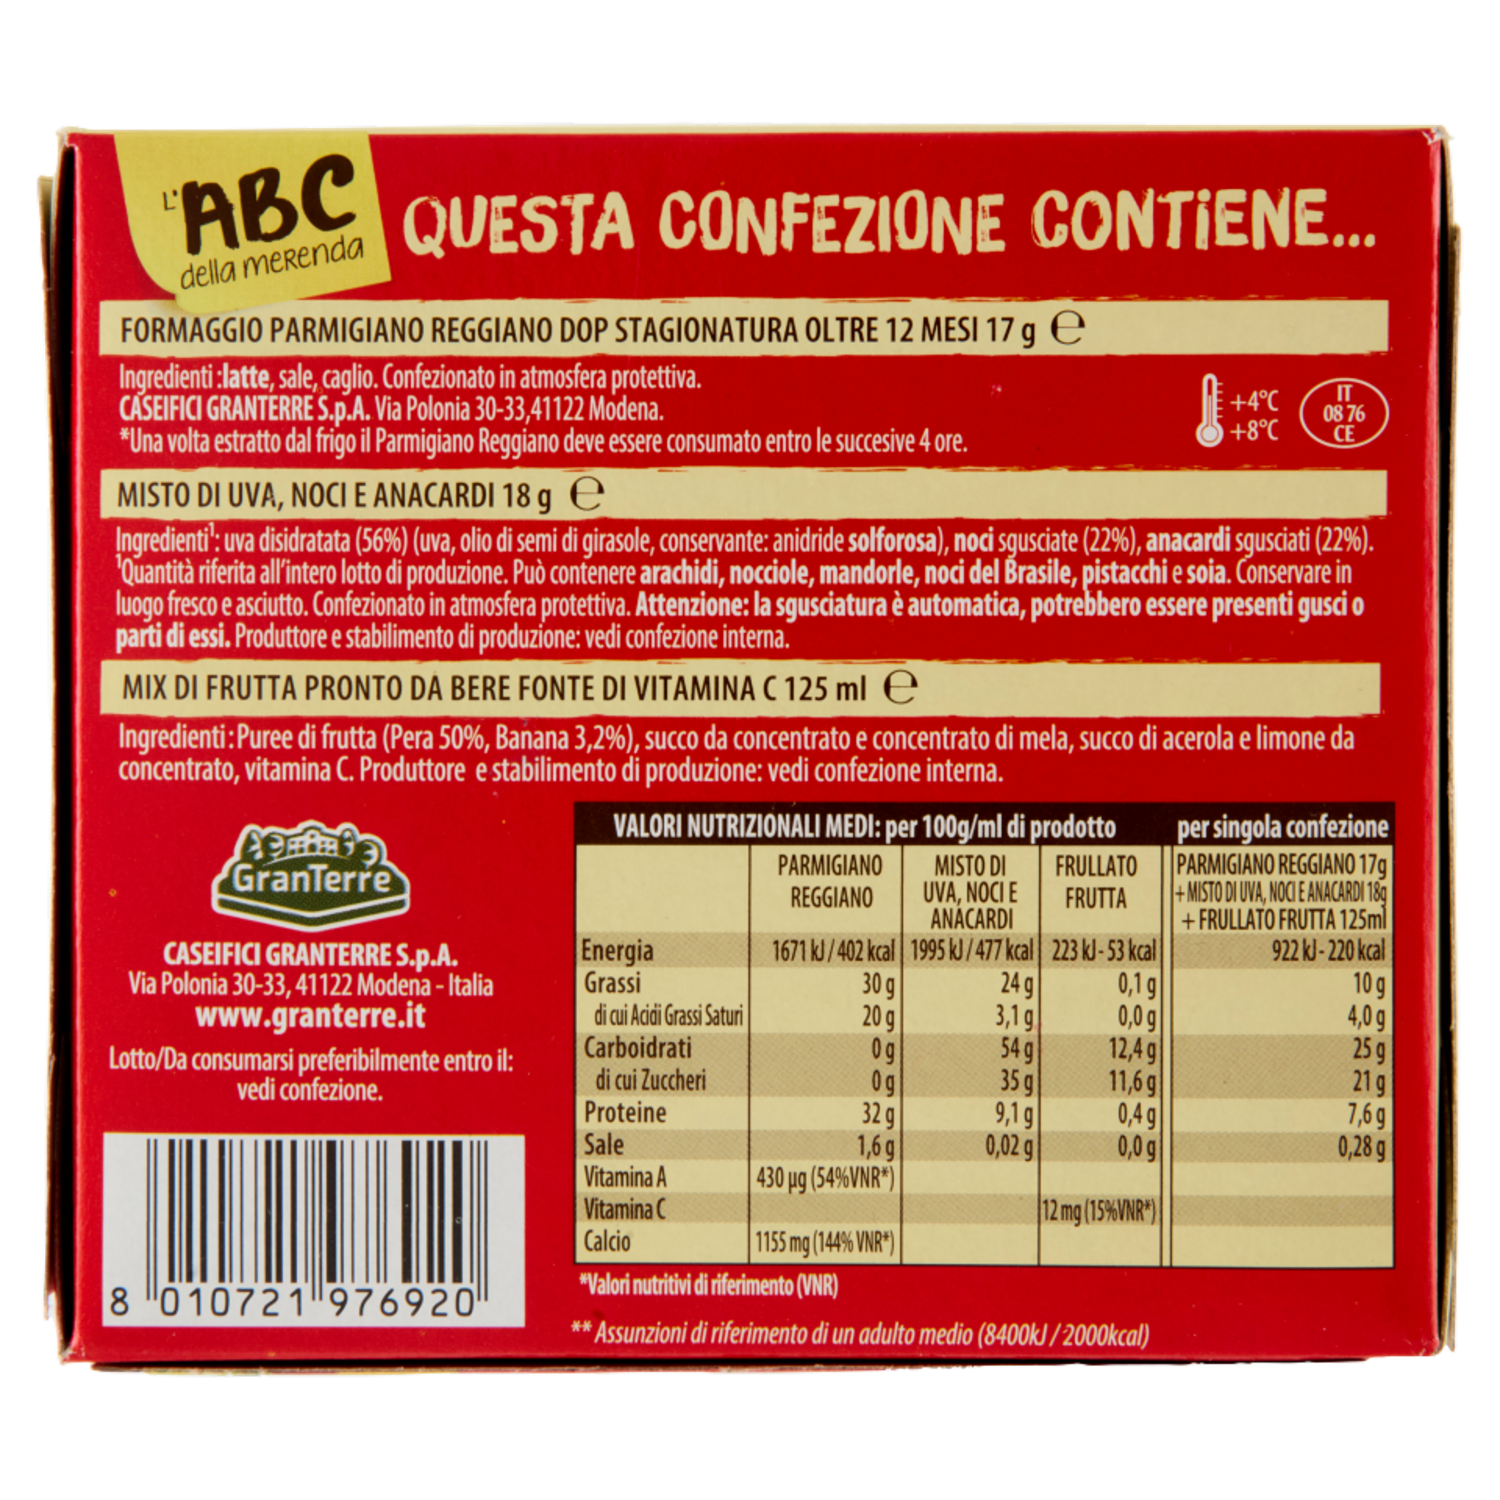 L'ABC
della merenda
QUESTA CONFEZIONE CONTIENE...
FORMAGGIO PARMIGIANO REGGIANO DOP STAGIONATURA OLTRE 12 MESI 17 g ℮
Ingredienti :latte, sale, caglio. Confezionato in atmosfera protettiva.
CASEIFICI GRANTERRE S.p.A. Via Polonia 30-33,41122 Modena.
*Una volta estratto dal frigo il Parmigiano Reggiano deve essere consumato entro le succesive 4 ore.
+4°C
+8°C
IT
08 76
CE
MISTO DI UVA, NOCI E ANACARDI 18 g ℮
Ingredienti¹: uva disidratata (56%) (uva, olio di semi di girasole, conservante: anidride solforosa), noci sgusciate (22%), anacardi sgusciati (22%).
¹Quantità riferita all'intero lotto di produzione. Può contenere arachidi, nocciole, mandorle, noci del Brasile, pistacchi e soia. Conservare in
luogo fresco e asciutto. Confezionato in atmosfera protettiva. Attenzione: la sgusciatura è automatica, potrebbero essere presenti gusci o
parti di essi. Produttore e stabilimento di produzione: vedi confezione interna.
MIX DI FRUTTA PRONTO DA BERE FONTE DI VITAMINA C 125 ml ℮
Ingredienti: Puree di frutta (Pera 50%, Banana 3,2%), succo da concentrato e concentrato di mela, succo di acerola e limone da
concentrato, vitamina C. Produttore e stabilimento di produzione: vedi confezione interna.
GranTerre
CASEIFICI GRANTERRE S.p.A.
Via Polonia 30-33, 41122 Modena - Italia
www.granterre.it
Lotto/Da consumarsi preferibilmente entro il:
vedi confezione.
8 010721 976920
VALORI NUTRIZIONALI MEDI: per 100g/ml di prodotto per singola confezione
PARMIGIANO MISTO DI FRULLATO PARMIGIANO REGGIANO 17g
REGGIANO UVA, NOCI E FRUTTA + MISTO DI UVA, NOCI E ANACARDI 18g
ANACARDI + FRULLATO FRUTTA 125ml
Energia 1671 kJ / 402 kcal 1995 kJ / 477 kcal 223 kJ - 53 kcal 922 kJ - 220 kcal
Grassi 30 g 24 g 0,1 g 10 g
di cui Acidi Grassi Saturi 20 g 3,1 g 0,0 g 4,0 g
Carboidrati 0 g 54 g 12,4 g 25 g
di cui Zuccheri 0 g 35 g 11,6 g 21 g
Proteine 32 g 9,1 g 0,4 g 7,6 g
Sale 1,6 g 0,02 g 0,0 g 0,28 g
Vitamina A 430 µg (54%VNR*)
Vitamina C 12 mg (15%VNR*)
Calcio 1155 mg (144% VNR*)
*Valori nutritivi di riferimento (VNR)
** Assunzioni di riferimento di un adulto medio (8400kJ / 2000kcal)